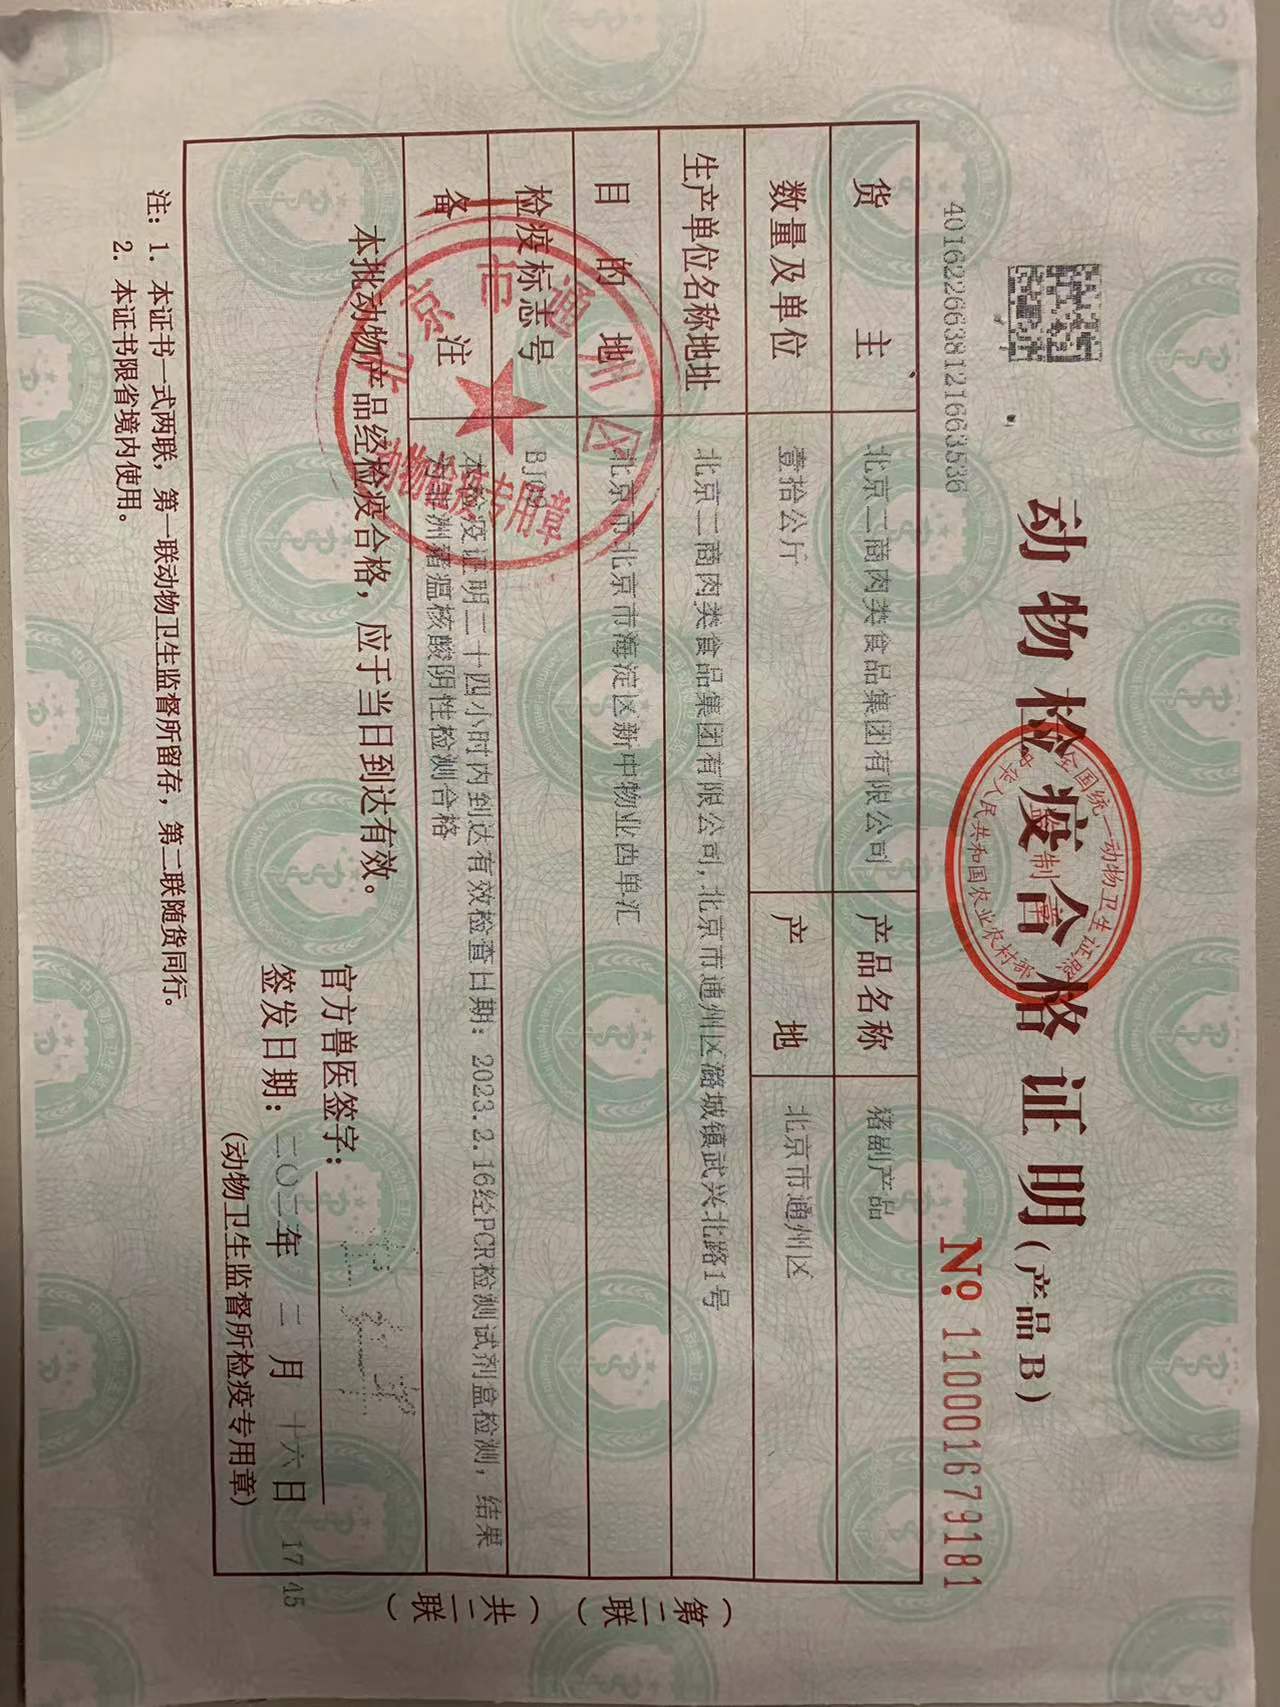 动物检疫合格证明(产品B)
4016226638121663536
№ 110001679181
货主 北京二商肉类食品集团有限公司 产品名称 猪副产品
数量及单位 壹拾公斤 产地 北京市通州区
生产单位名称地址 北京二商肉类食品集团有限公司,北京市通州区潞城镇武兴北路1号
目的地 北京市北京市海淀区新中物业西单汇
检疫标志号 BJ09
备注 本检疫证明二十四小时内到达有效检查日期:2023.2.16经PCR检测试剂盒检测,结果
非洲猪瘟核酸阴性检测合格
本批动物产品经检疫合格,应于当日到达有效。
官方兽医签字:
签发日期:二〇二年 二月 十六日 17 45
(动物卫生监督所检疫专用章)
注:1. 本证书一式两联,第一联动物卫生监督所留存,第二联随货同行。
2. 本证书限省境内使用。
(第二联)
(共二联)
全国统一动物卫生证章
监制章
中华人民共和国农业农村部
北京市通州区
动物检疫专用章